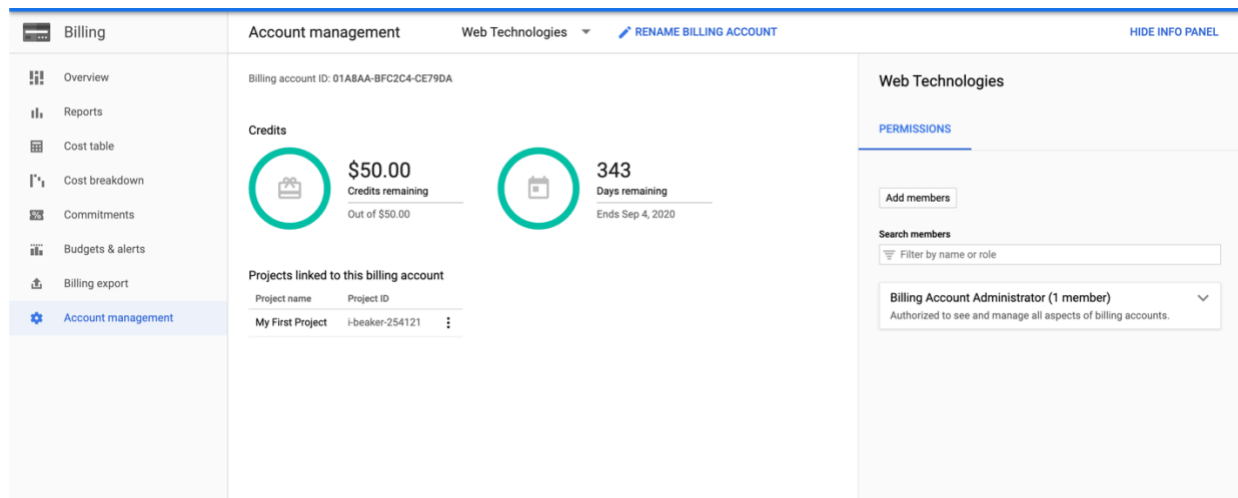 Billing
Account management
Web Technologies
RENAME BILLING ACCOUNT
HIDE INFO PANEL
Overview
Reports
Cost table
Cost breakdown
Commitments
Budgets & alerts
Billing export
Account management
Billing account ID: 01A8AA-BFC2C4-CE79DA
Credits
$50.00
Credits remaining
Out of $50.00
343
Days remaining
Ends Sep 4, 2020
Projects linked to this billing account
Project name Project ID
My First Project i-beaker-254121
Web Technologies
PERMISSIONS
Add members
Search members
Filter by name or role
Billing Account Administrator (1 member)
Authorized to see and manage all aspects of billing accounts.